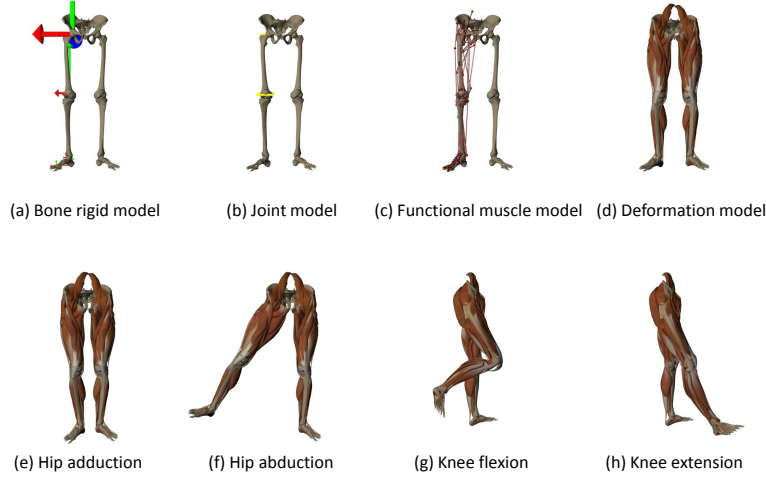 (a) Bone rigid model
(b) Joint model
(c) Functional muscle model
(d) Deformation model
(e) Hip adduction
(f) Hip abduction
(g) Knee flexion
(h) Knee extension